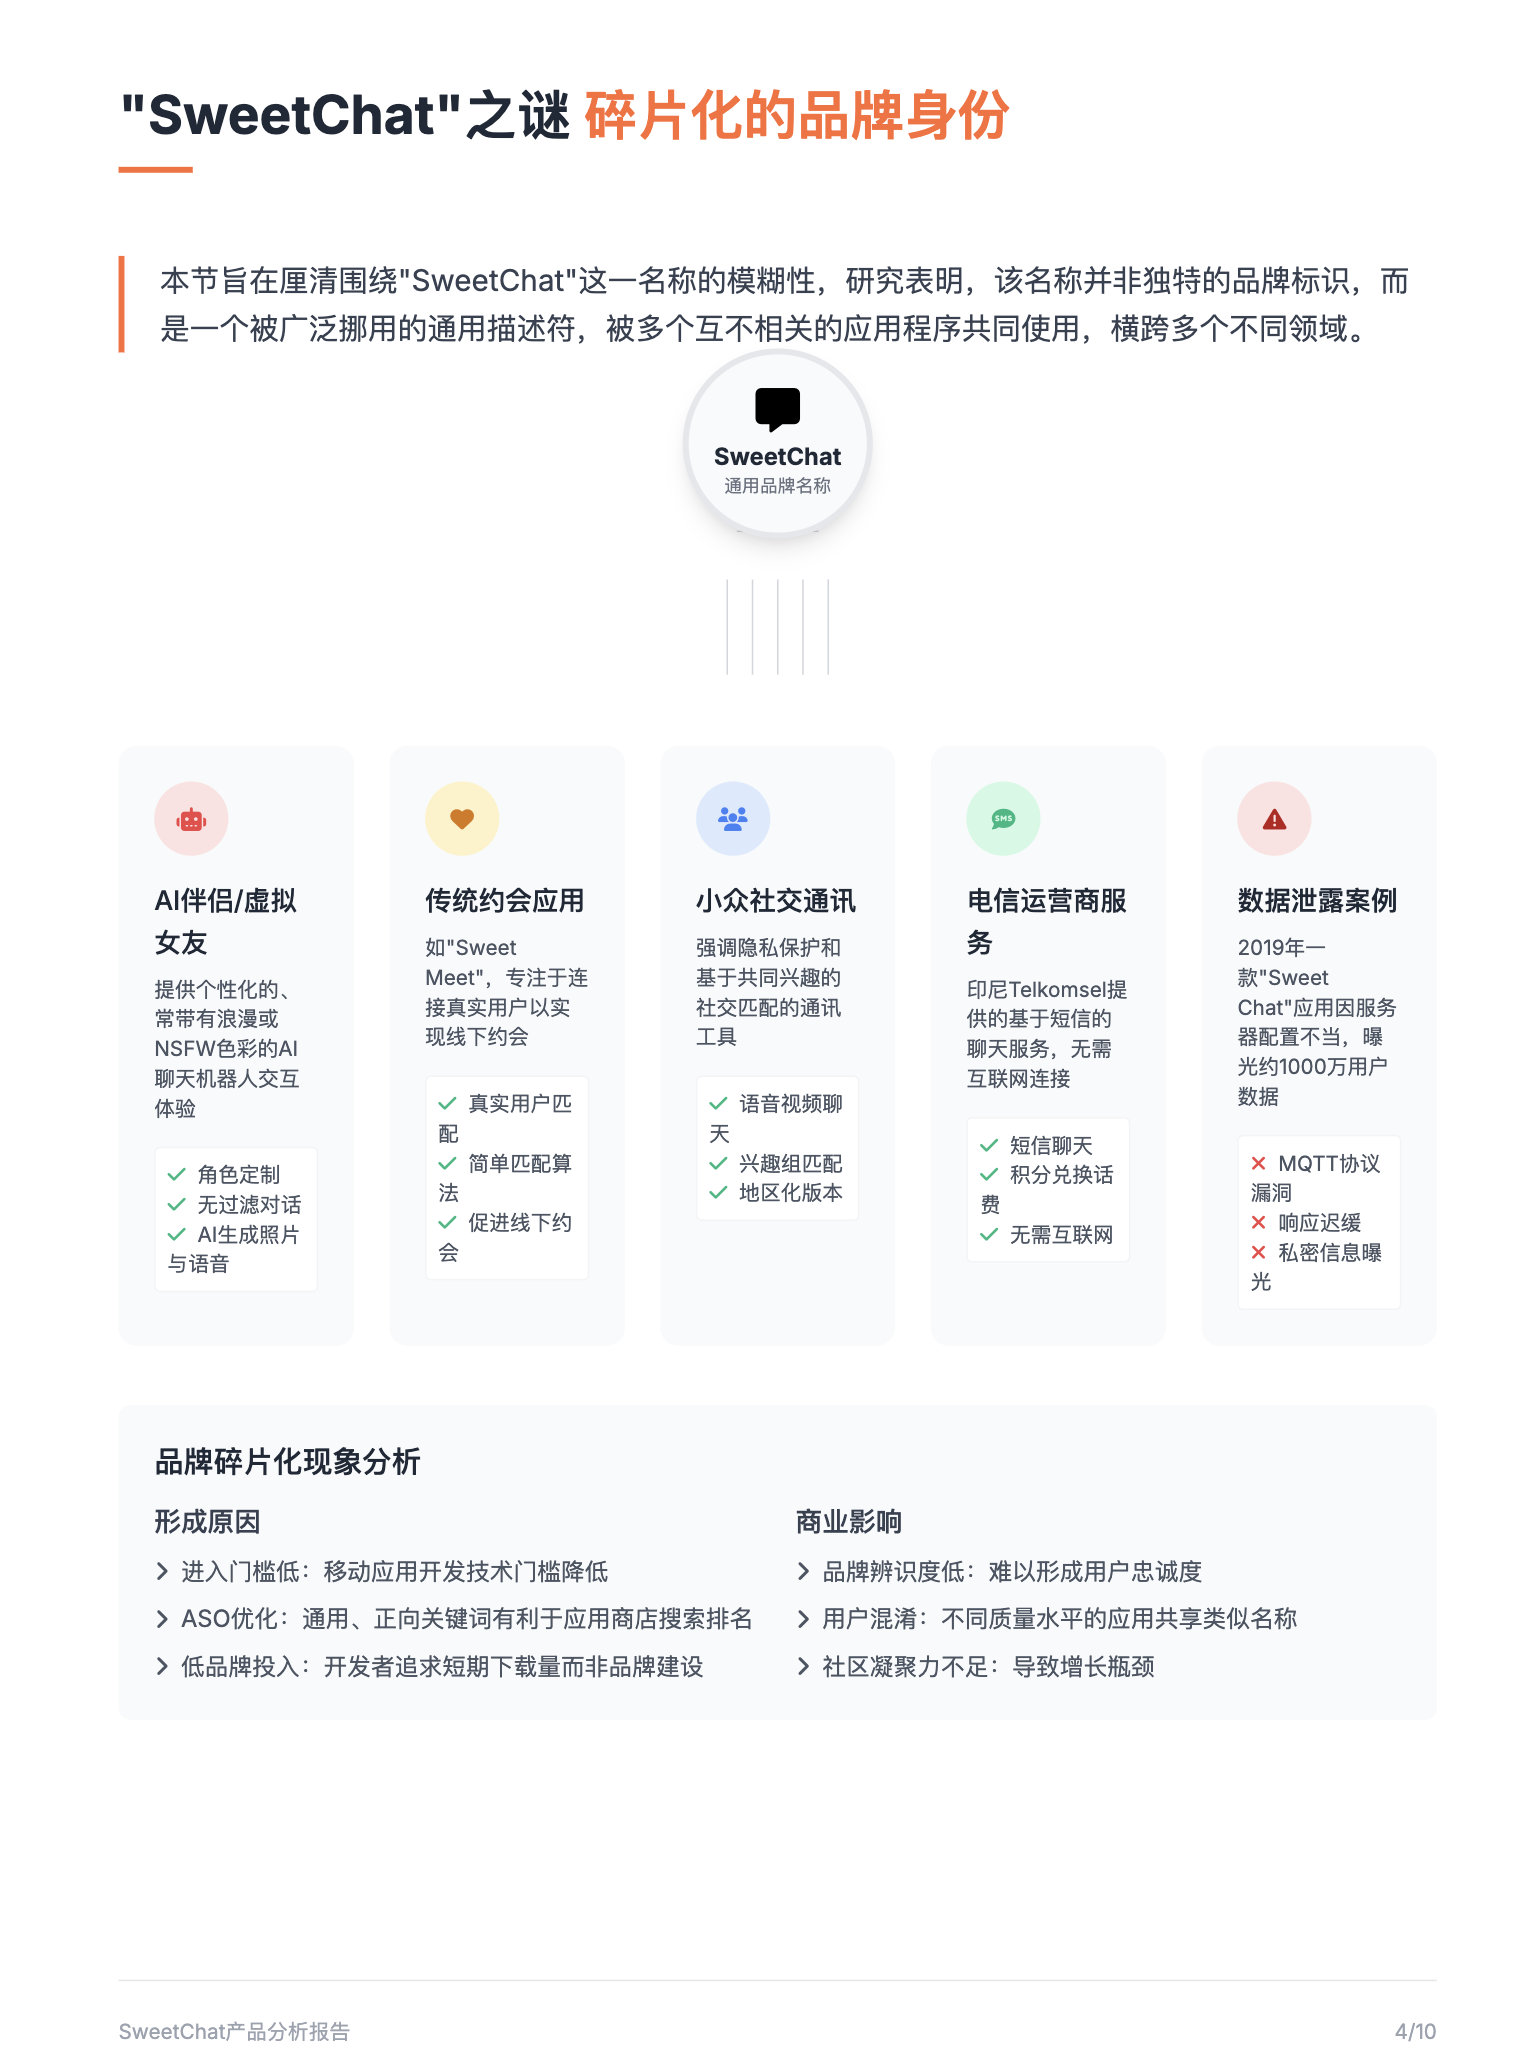 "SweetChat"之谜 碎片化的品牌身份
本节旨在厘清围绕"SweetChat"这一名称的模糊性，研究表明，该名称并非独特的品牌标识，而
是一个被广泛挪用的通用描述符，被多个互不相关的应用程序共同使用，横跨多个不同领域。
SweetChat
通用品牌名称
AI伴侣/虚拟
女友
提供个性化的、
常带有浪漫或
NSFW色彩的AI
聊天机器人交互
体验
角色定制
无过滤对话
AI生成照片
与语音
传统约会应用
如"Sweet
Meet"，专注于连
接真实用户以实
现线下约会
真实用户匹
配
简单匹配算
法
促进线下约
会
小众社交通讯
强调隐私保护和
基于共同兴趣的
社交匹配的通讯
工具
语音视频聊
天
兴趣组匹配
地区化版本
SMS
电信运营商服
务
印尼Telkomsel提
供的基于短信的
聊天服务，无需
互联网连接
短信聊天
积分兑换话
费
无需互联网
数据泄露案例
2019年一
款"Sweet
Chat"应用因服务
器配置不当，曝
光约1000万用户
数据
MQTT协议
漏洞
响应迟缓
私密信息曝
光
品牌碎片化现象分析
形成原因
进入门槛低：移动应用开发技术门槛降低
ASO优化：通用、正向关键词有利于应用商店搜索排名
低品牌投入：开发者追求短期下载量而非品牌建设
商业影响
品牌辨识度低：难以形成用户忠诚度
用户混淆：不同质量水平的应用共享类似名称
社区凝聚力不足：导致增长瓶颈
SweetChat产品分析报告
4/10